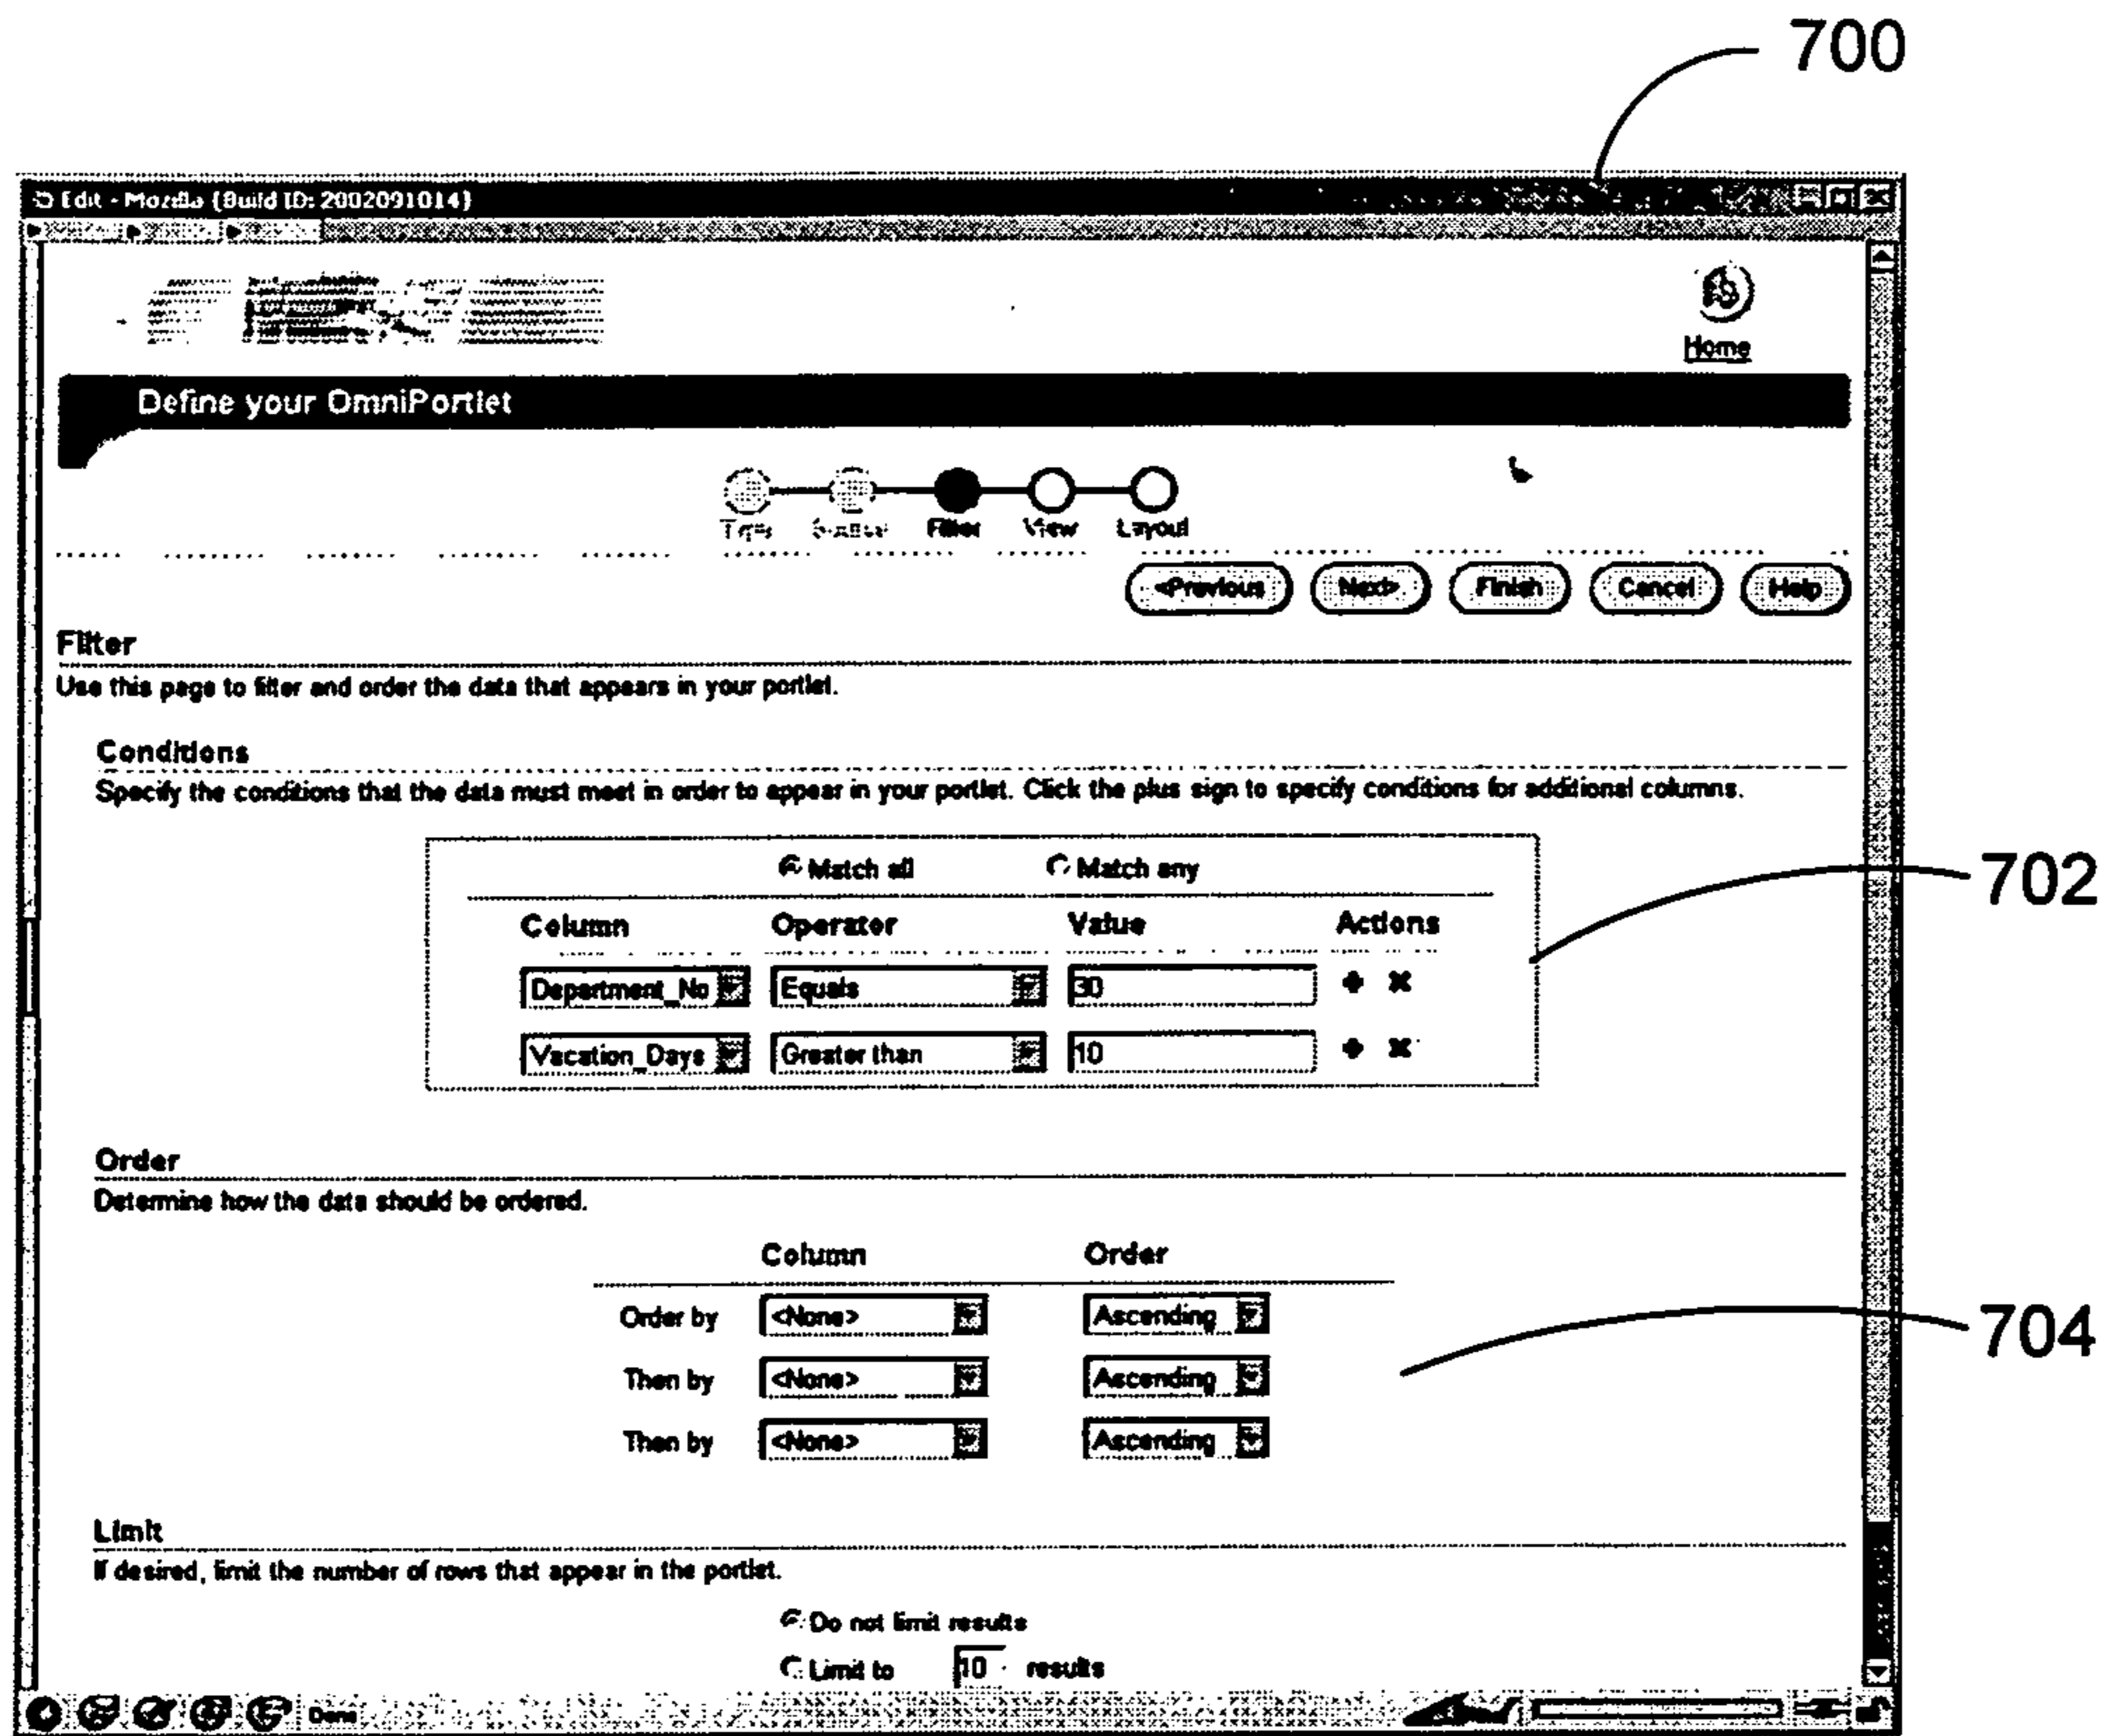 700
Edit - Mozilla {Build ID: 2002091014}
Home
Define your OmniPortlet
Type Source Filter View Layout
<Previous Next> Finish Cancel Help
Filter
Use this page to filter and order the data that appears in your portlet.
Conditions
Specify the conditions that the data must meet in order to appear in your portlet. Click the plus sign to specify conditions for additional columns.
Match all Match any
702
Column Operator Value Actions
Department_No Equals 30
Vacation_Days Greater than 10
Order
Determine how the data should be ordered.
Column Order
Order by <None> Ascending
704
Then by <None> Ascending
Then by <None> Ascending
Limit
If desired, limit the number of rows that appear in the portlet.
Do not limit results
Limit to 10 results
Done